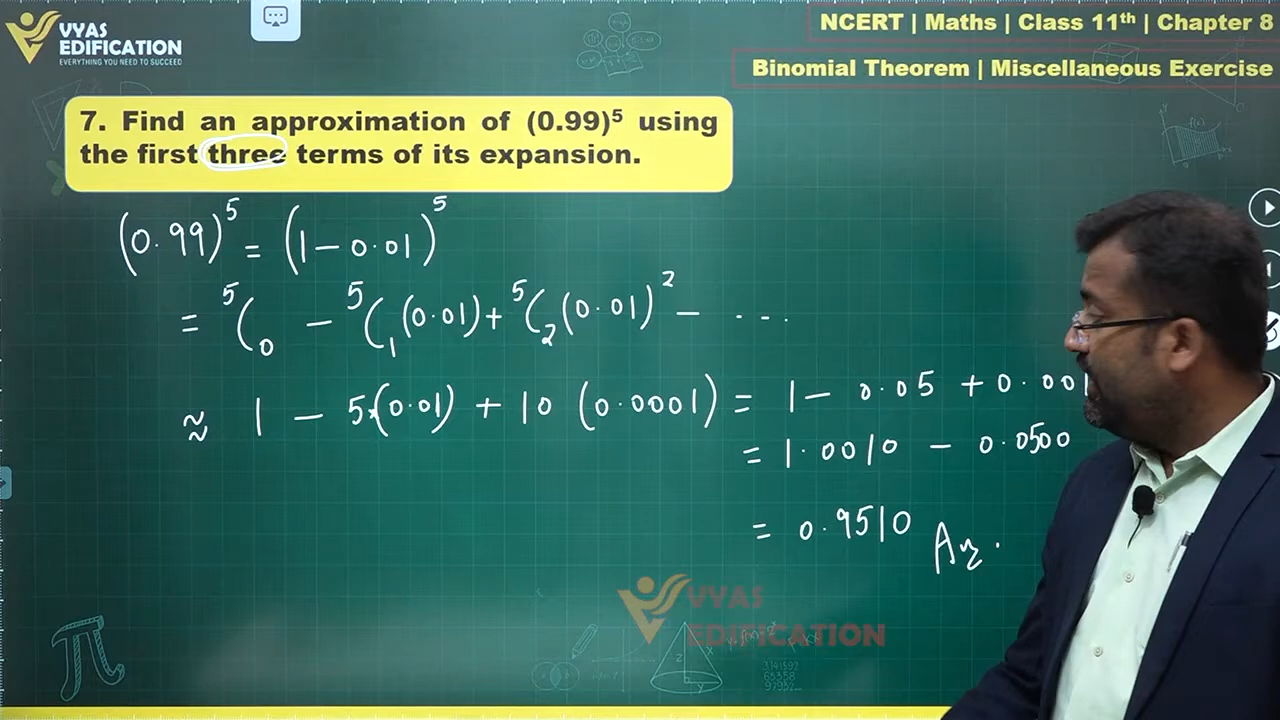 VYAS
EDIFICATION
EVERYTHING YOU NEED TO SUCCEED
NCERT | Maths | Class 11th | Chapter 8
Binomial Theorem | Miscellaneous Exercise
7. Find an approximation of (0.99)⁵ using
the first three terms of its expansion.
(0.99)⁵ = (1 - 0.01)⁵
= ⁵C₀ - ⁵C₁(0.01) + ⁵C₂(0.01)² - ...
≈ 1 - 5·(0.01) + 10 (0.0001) = 1 - 0.05 + 0.001
= 1.0010 - 0.0500
= 0.9510 
VYAS
EDIFICATION